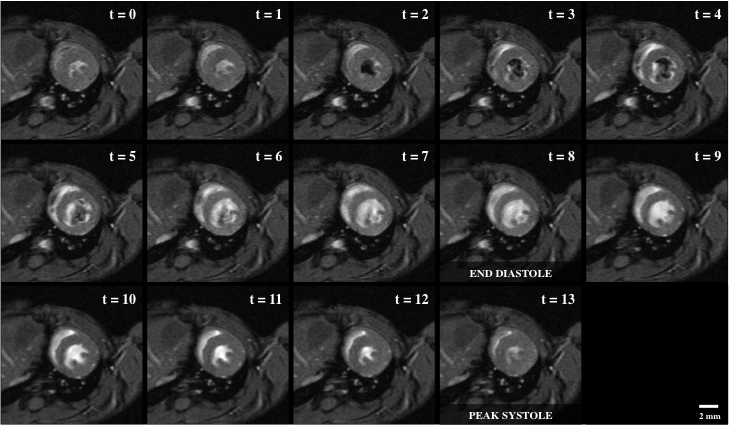 t = 0
t = 1
t = 2
t = 3
t = 4
t = 5
t = 6
t = 7
t = 8
END DIASTOLE
t = 9
t = 10
t = 11
t = 12
t = 13
PEAK SYSTOLE
2 mm